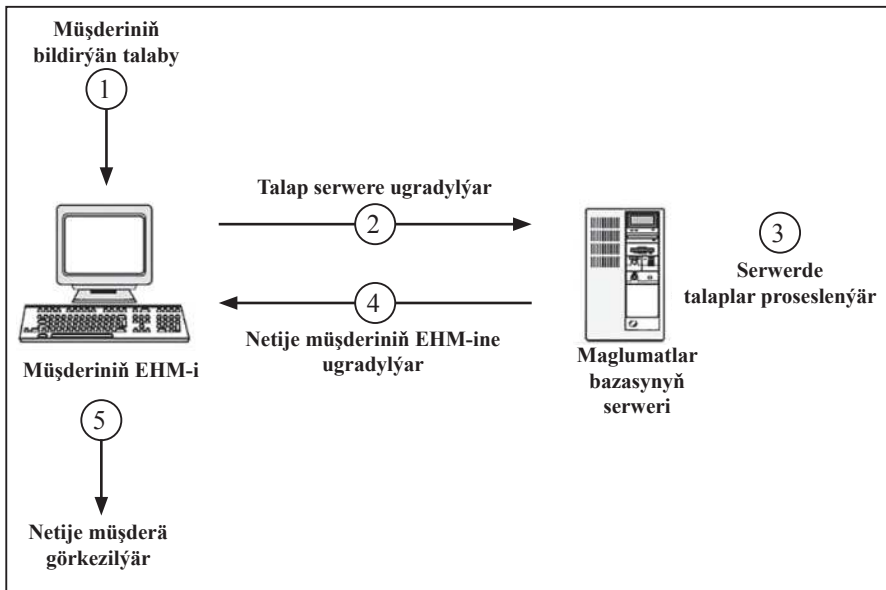 Müşderiniň
bildirýän talaby
1
Talap serwere ugradylýar
2
3
Serwerde
talaplar proseslenýär
4
Netije müşderiniň EHM-ine
ugradylýar
Müşderiniň EHM-i
Maglumatlar
bazasynyň
serweri
5
Netije müşderä
görkezilýär